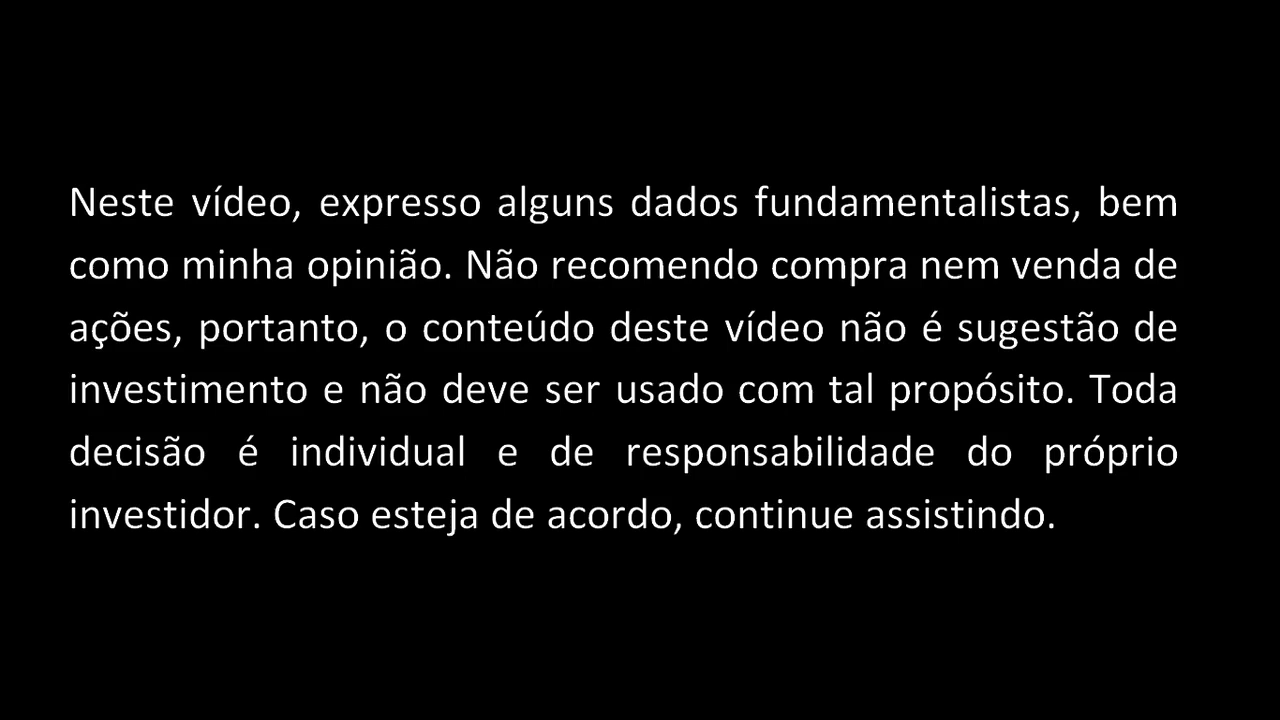 Neste vídeo, expresso alguns dados fundamentalistas, bem
como minha opinião. Não recomendo compra nem venda de
ações, portanto, o conteúdo deste vídeo não é sugestão de
investimento e não deve ser usado com tal propósito. Toda
decisão é individual e de responsabilidade do próprio
investidor. Caso esteja de acordo, continue assistindo.